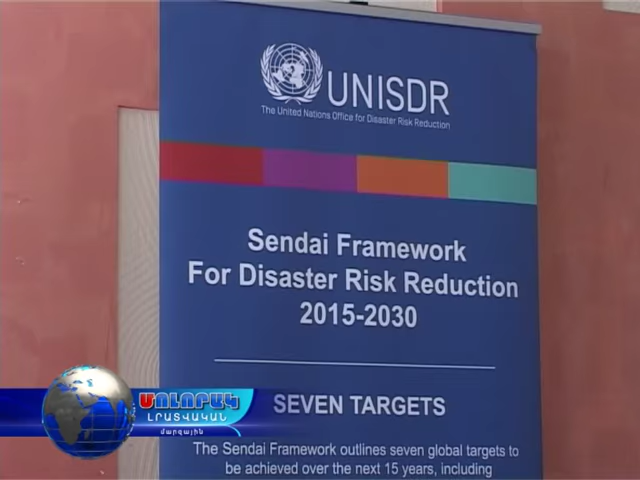 UNISDR
The United Nations Office for Disaster Risk Reduction
Sendai Framework
For Disaster Risk Reduction
2015-2030
SEVEN TARGETS
The Sendai Framework outlines seven global targets to
be achieved over the next 15 years, including
ՄՈԼՈՐԱԿ
ԼՐԱՏՎԱԿԱՆ
մարզային